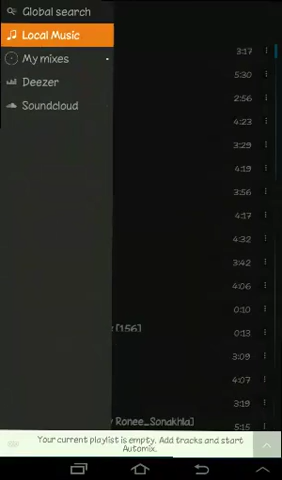 Global search
Local Music
My mixes
Deezer
Soundcloud
3:17
5:30
2:56
4:23
3:29
4:19
3:56
4:17
4:32
3:42
4:06
0:10
[156]
0:13
3:09
4:07
3:19
Ronee_Sonakhla]
5:15
Your current playlist is empty. Add tracks and start
Automix.